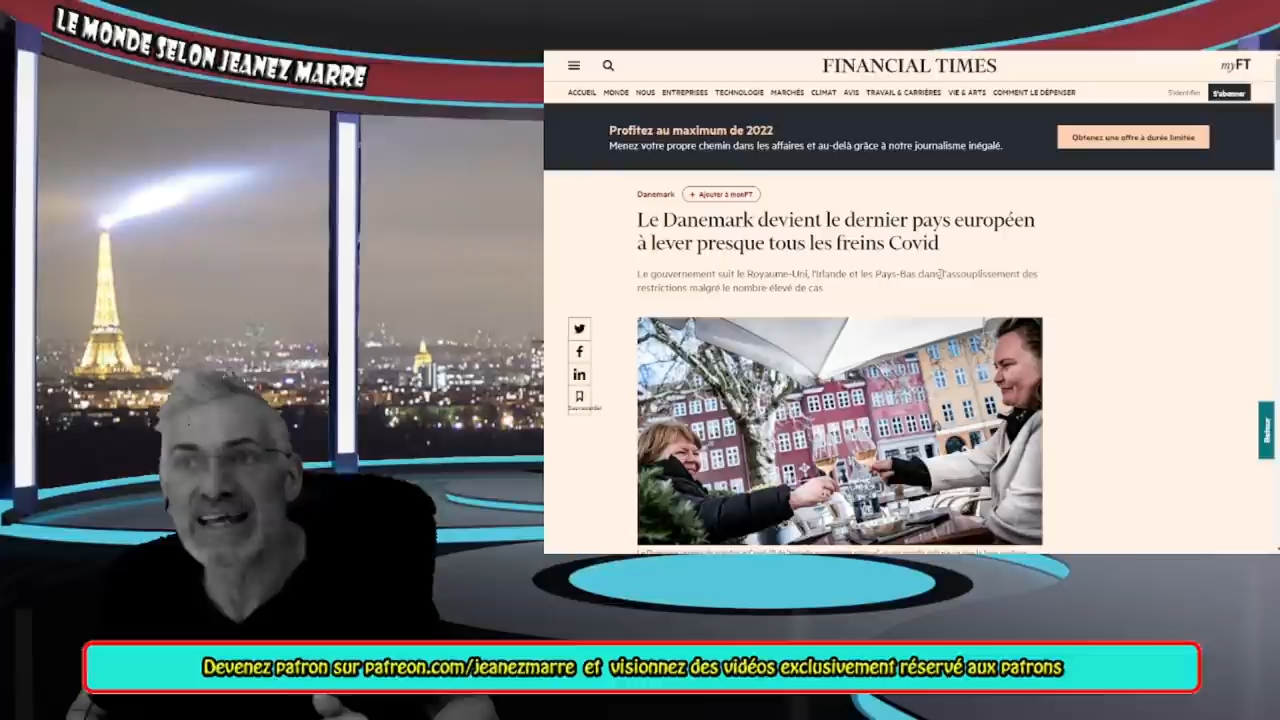 LE MONDE SELON JEANEZ MARRE
FINANCIAL TIMES
myFT
ACCUEIL MONDE NOUS ENTREPRISES TECHNOLOGIE MARCHÉS CLIMAT AVIS TRAVAIL & CARRIÈRES VIE & ARTS COMMENT LE DÉPENSER
S'identifier S'abonner
Profitez au maximum de 2022
Menez votre propre chemin dans les affaires et au-delà grâce à notre journalisme inégalé.
Obtenez une offre à durée limitée
Danemark + Ajouter à monFT
Le Danemark devient le dernier pays européen
à lever presque tous les freins Covid
Le gouvernement suit le Royaume-Uni, l'Irlande et les Pays-Bas dans l'assouplissement des
restrictions malgré le nombre élevé de cas
Sauvegarder
Retour
Devenez patron sur patreon.com/jeanezmarre et visionnez des vidéos exclusivement réservé aux patrons